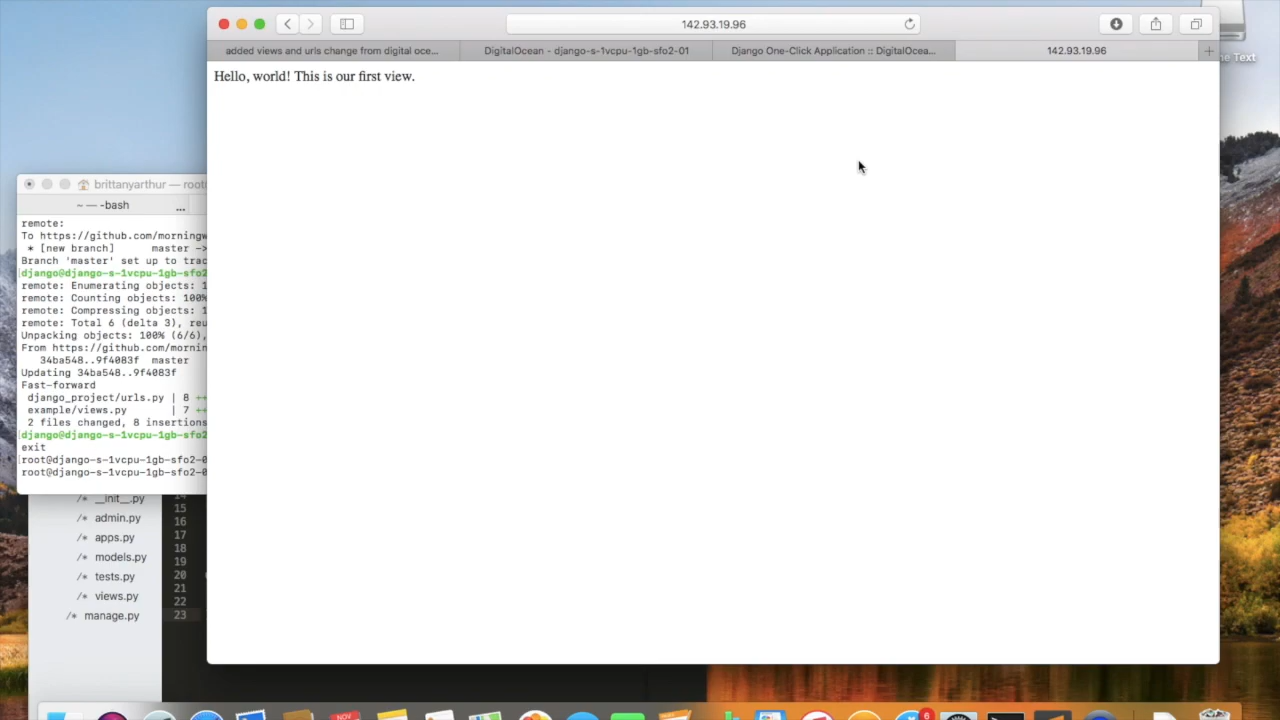 142.93.19.96
added views and urls change from digital oce...
DigitalOcean - django-s-1vcpu-1gb-sfo2-01
Django One-Click Application :: DigitalOcea...
142.93.19.96
Hello, world! This is our first view.
Text
brittanyarthur — root
~ — -bash
...
remote:
To https://github.com/morningw
* [new branch] master ->
Branch 'master' set up to trac
django@django-s-1vcpu-1gb-sfo2
remote: Enumerating objects: 1
remote: Counting objects: 100%
remote: Compressing objects: 1
remote: Total 6 (delta 3), reu
Unpacking objects: 100% (6/6),
From https://github.com/mornin
34ba548..9f4083f master
Updating 34ba548..9f4083f
Fast-forward
django_project/urls.py | 8 ++
example/views.py | 7 ++
2 files changed, 8 insertions
django@django-s-1vcpu-1gb-sfo2
exit
root@django-s-1vcpu-1gb-sfo2-0
root@django-s-1vcpu-1gb-sfo2-0
/* __init__.py
/* admin.py
/* apps.py
/* models.py
/* tests.py
/* views.py
/* manage.py
14
15
16
17
18
19
20
21
22
23
NOV
6